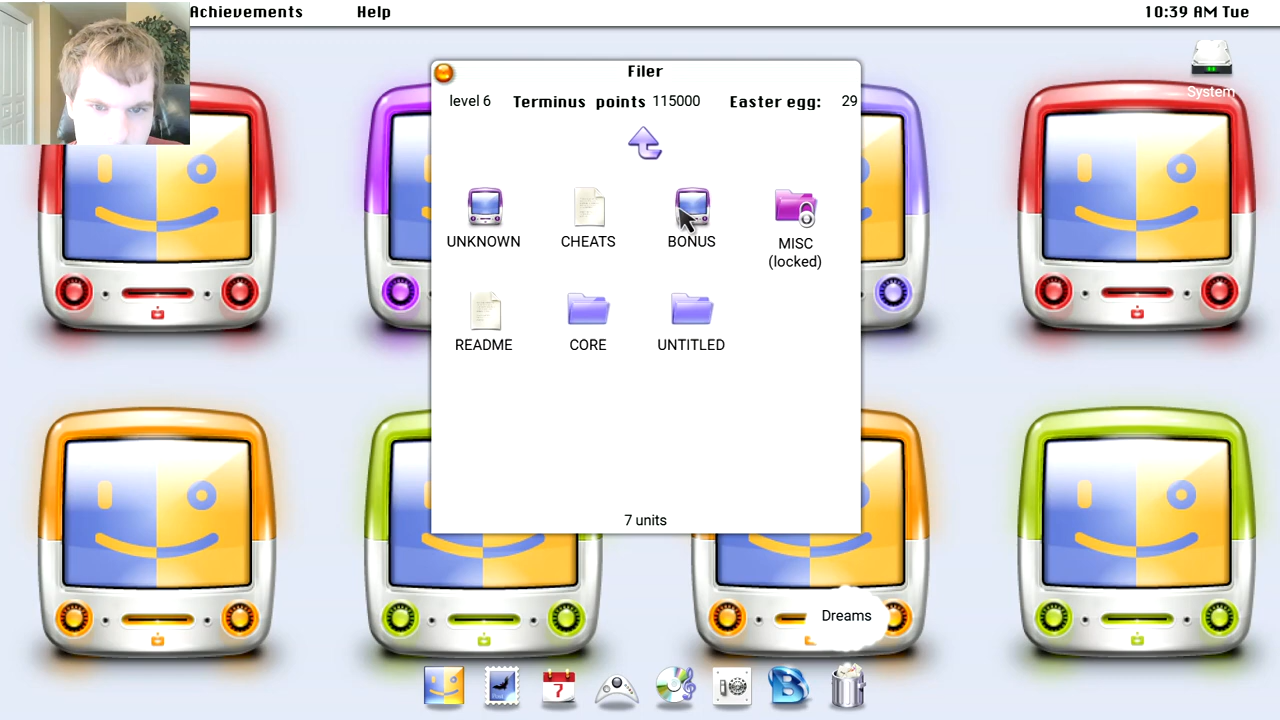 Achievements Help 10:39 AM Tue
Filer
System
level 6 Terminus points 115000 Easter egg: 29
UNKNOWN CHEATS BONUS MISC
(locked)
README CORE UNTITLED
7 units
Dreams
7